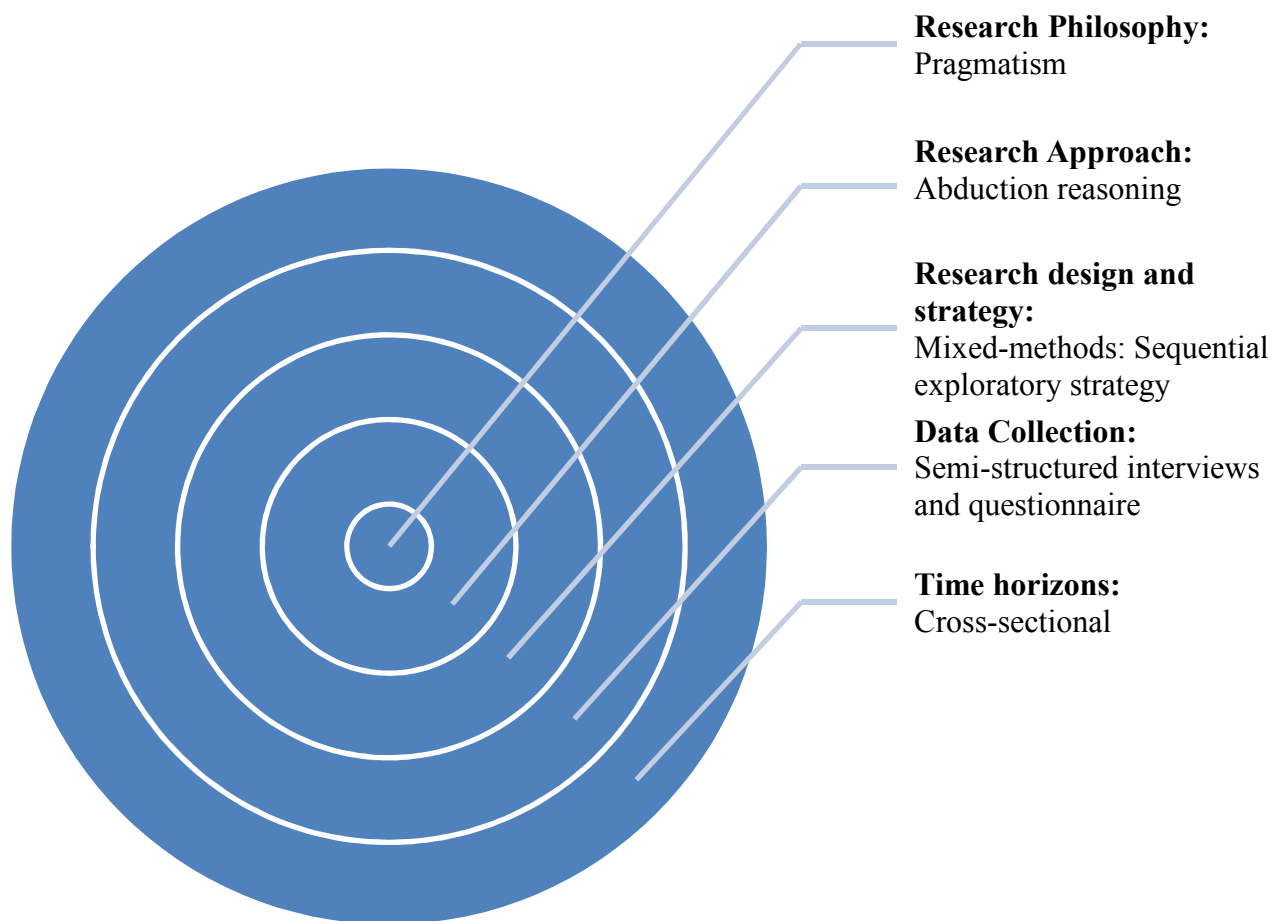 Research Philosophy:
Pragmatism
Research Approach:
Abduction reasoning
Research design and
strategy:
Mixed-methods: Sequential
exploratory strategy
Data Collection:
Semi-structured interviews
and questionnaire
Time horizons:
Cross-sectional